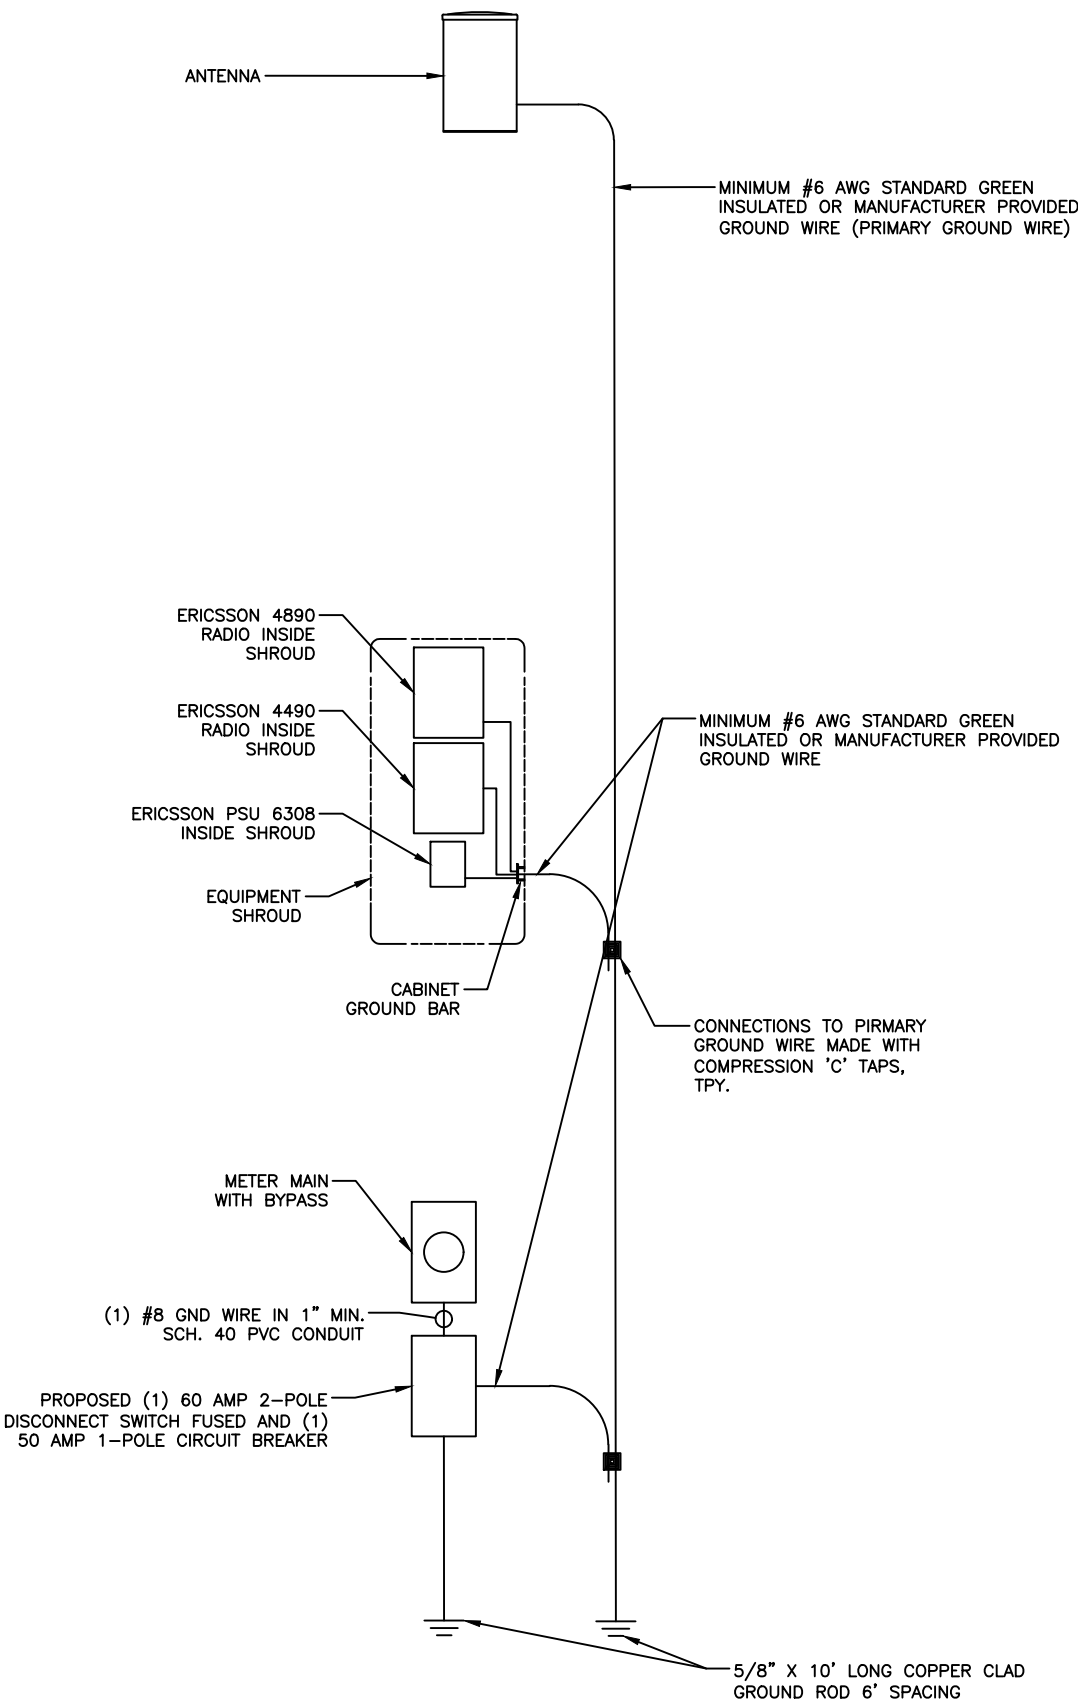 ANTENNA
MINIMUM #6 AWG STANDARD GREEN
INSULATED OR MANUFACTURER PROVIDED
GROUND WIRE (PRIMARY GROUND WIRE)
ERICSSON 4890
RADIO INSIDE
SHROUD
ERICSSON 4490
RADIO INSIDE
SHROUD
MINIMUM #6 AWG STANDARD GREEN
INSULATED OR MANUFACTURER PROVIDED
GROUND WIRE
ERICSSON PSU 6308
INSIDE SHROUD
EQUIPMENT
SHROUD
CABINET
GROUND BAR
CONNECTIONS TO PIRMARY
GROUND WIRE MADE WITH
COMPRESSION 'C' TAPS,
TPY.
METER MAIN
WITH BYPASS
(1) #8 GND WIRE IN 1" MIN.
SCH. 40 PVC CONDUIT
PROPOSED (1) 60 AMP 2-POLE
DISCONNECT SWITCH FUSED AND (1)
50 AMP 1-POLE CIRCUIT BREAKER
5/8" X 10' LONG COPPER CLAD
GROUND ROD 6' SPACING